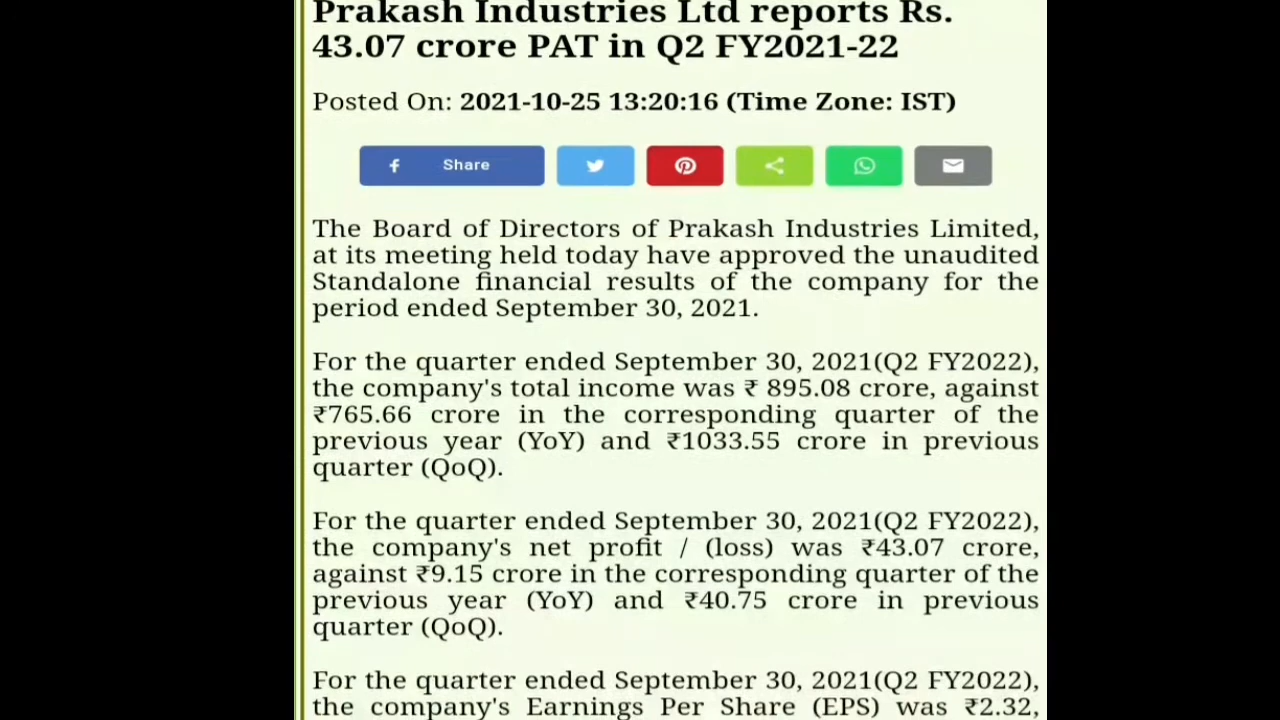 Prakash Industries Ltd reports Rs.
43.07 crore PAT in Q2 FY2021-22
Posted On: 2021-10-25 13:20:16 (Time Zone: IST)
Share
The Board of Directors of Prakash Industries Limited,
at its meeting held today have approved the unaudited
Standalone financial results of the company for the
period ended September 30, 2021.
For the quarter ended September 30, 2021(Q2 FY2022),
the company's total income was ₹ 895.08 crore, against
₹765.66 crore in the corresponding quarter of the
previous year (YoY) and ₹1033.55 crore in previous
quarter (QoQ).
For the quarter ended September 30, 2021(Q2 FY2022),
the company's net profit / (loss) was ₹43.07 crore,
against ₹9.15 crore in the corresponding quarter of the
previous year (YoY) and ₹40.75 crore in previous
quarter (QoQ).
For the quarter ended September 30, 2021(Q2 FY2022),
the company's Earnings Per Share (EPS) was ₹2.32,